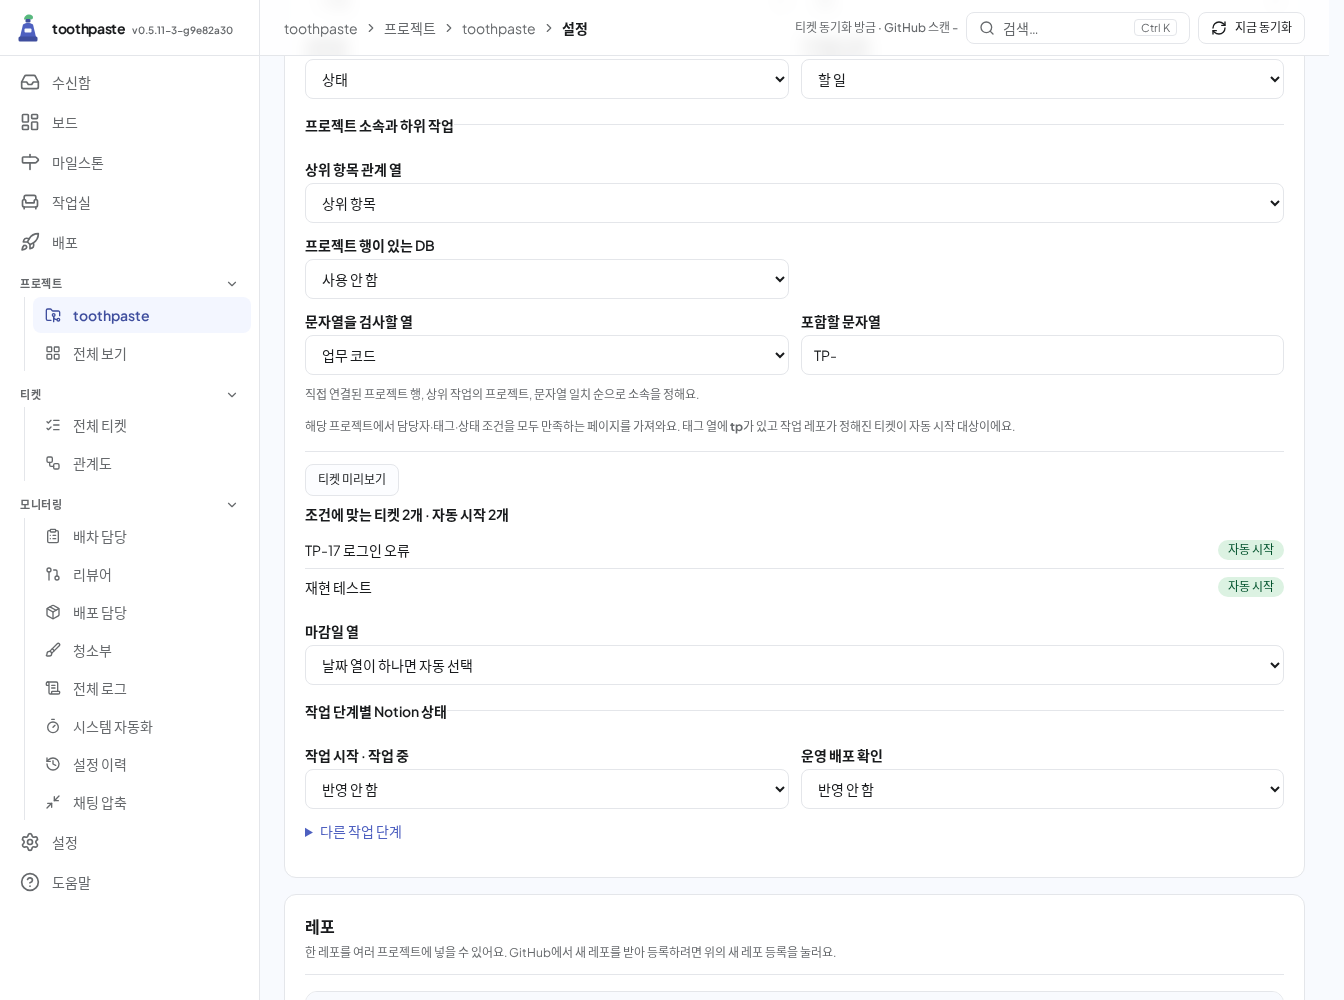 toothpaste v0.5.11-3-g9e82a30
toothpaste > 프로젝트 > toothpaste > 설정
티켓 동기화 방금 · GitHub 스캔 -
검색...
Ctrl K
지금 동기화
수신함
보드
마일스톤
작업실
배포
프로젝트
toothpaste
전체 보기
티켓
전체 티켓
관계도
모니터링
배차 담당
리뷰어
배포 담당
청소부
전체 로그
시스템 자동화
설정 이력
채팅 압축
설정
도움말
상태
할 일
프로젝트 소속과 하위 작업
상위 항목 관계 열
상위 항목
프로젝트 행이 있는 DB
사용 안 함
문자열을 검사할 열
포함할 문자열
업무 코드
TP-
직접 연결된 프로젝트 행, 상위 작업의 프로젝트, 문자열 일치 순으로 소속을 정해요.
해당 프로젝트에서 담당자·태그·상태 조건을 모두 만족하는 페이지를 가져와요. 태그 열에 tp가 있고 작업 레포가 정해진 티켓이 자동 시작 대상이에요.
티켓 미리보기
조건에 맞는 티켓 2개 · 자동 시작 2개
TP-17 로그인 오류
자동 시작
재현 테스트
자동 시작
마감일 열
날짜 열이 하나면 자동 선택
작업 단계별 Notion 상태
작업 시작 · 작업 중
운영 배포 확인
반영 안 함
반영 안 함
다른 작업 단계
레포
한 레포를 여러 프로젝트에 넣을 수 있어요. GitHub에서 새 레포를 받아 등록하려면 위의 새 레포 등록을 눌러요.